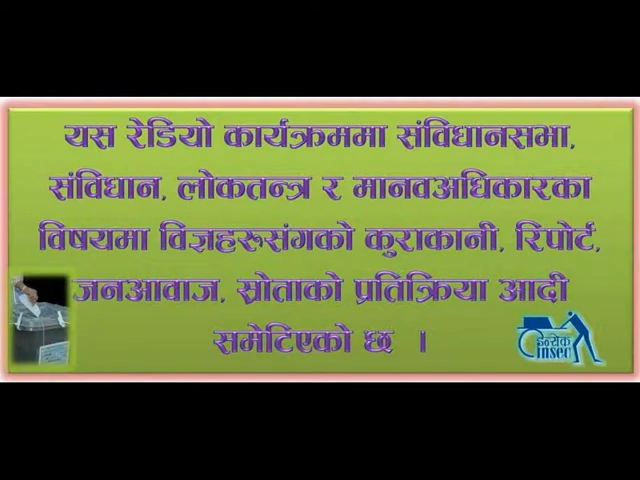 यस रेडियो कार्यक्रममा संविधानसभा,
संविधान, लोकतन्त्र र मानवअधिकारका
विषयमा विज्ञहरुसंगको कुराकानी, रिपोर्ट,
जनआवाज, स्रोताको प्रतिक्रिया आदी
समेटिएको छ ।
इन्सेक
insec